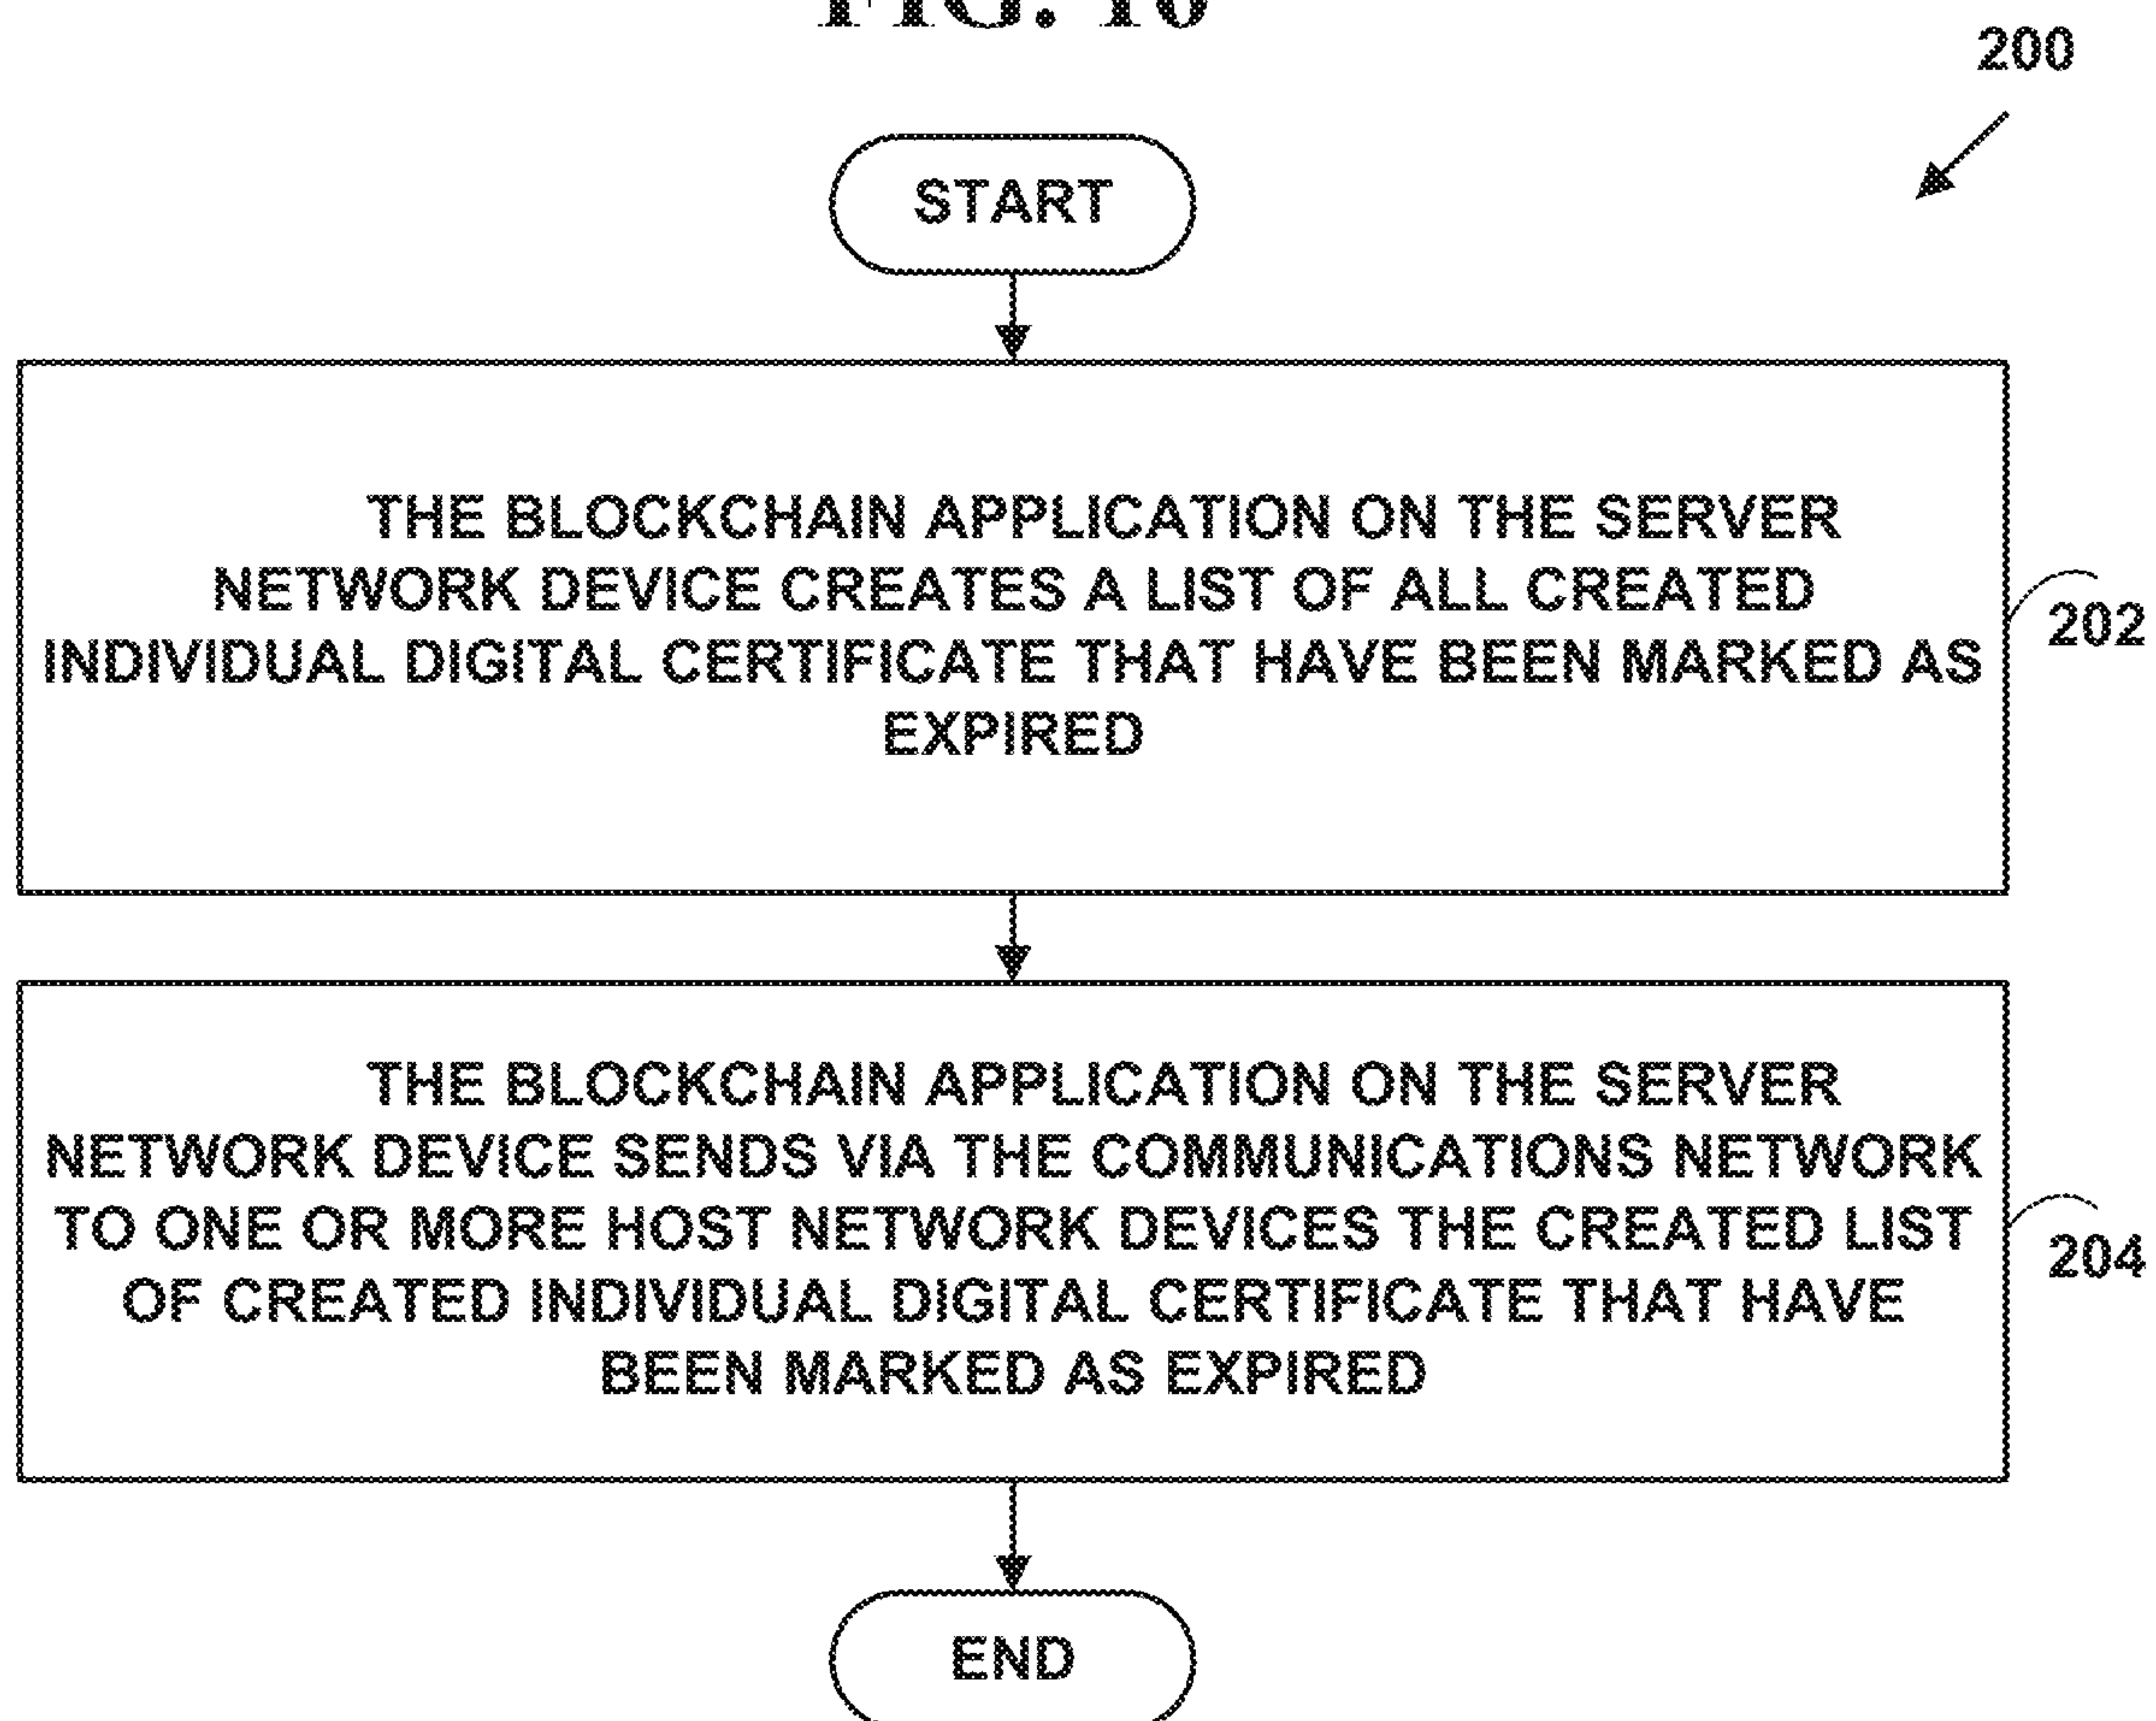 FIG. 10
200
START
THE BLOCKCHAIN APPLICATION ON THE SERVER
NETWORK DEVICE CREATES A LIST OF ALL CREATED
INDIVIDUAL DIGITAL CERTIFICATE THAT HAVE BEEN MARKED AS
EXPIRED
202
THE BLOCKCHAIN APPLICATION ON THE SERVER
NETWORK DEVICE SENDS VIA THE COMMUNICATIONS NETWORK
TO ONE OR MORE HOST NETWORK DEVICES THE CREATED LIST
OF CREATED INDIVIDUAL DIGITAL CERTIFICATE THAT HAVE
BEEN MARKED AS EXPIRED
204
END